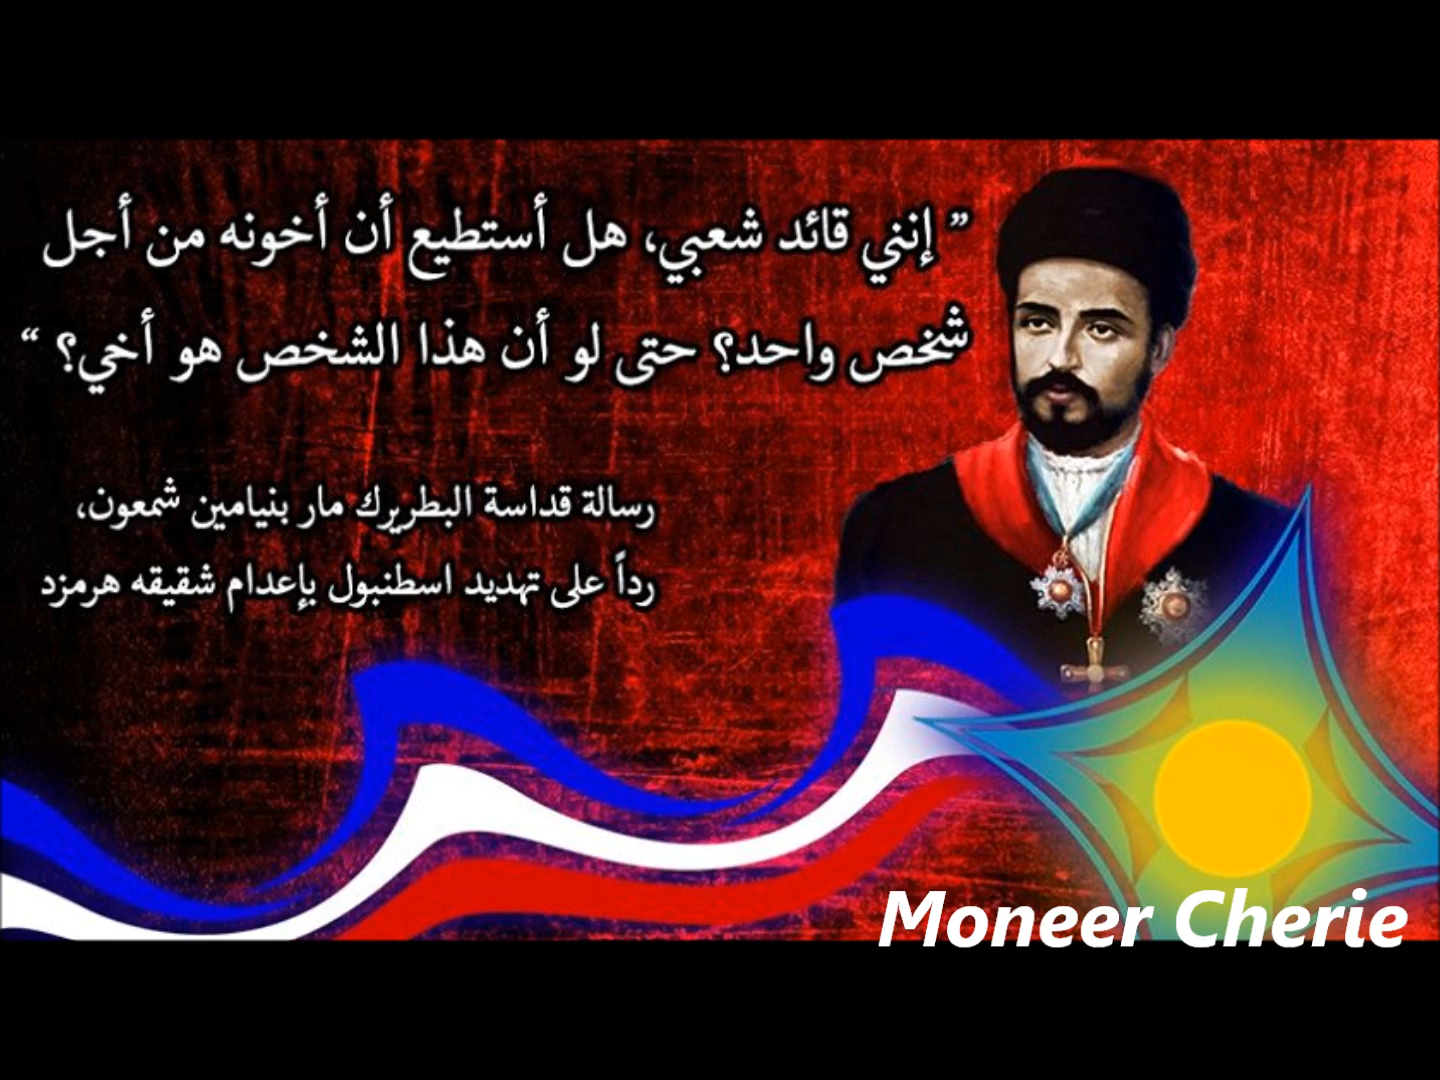 ” إنني قائد شعبي، هل أستطيع أن أخونه من أجل
شخص واحد؟ حتى لو أن هذا الشخص هو أخي؟ “
رسالة قداسة البطريرك مار بنيامين شمعون،
رداً على تهديد اسطنبول بإعدام شقيقه هرمزد
Moneer Cherie